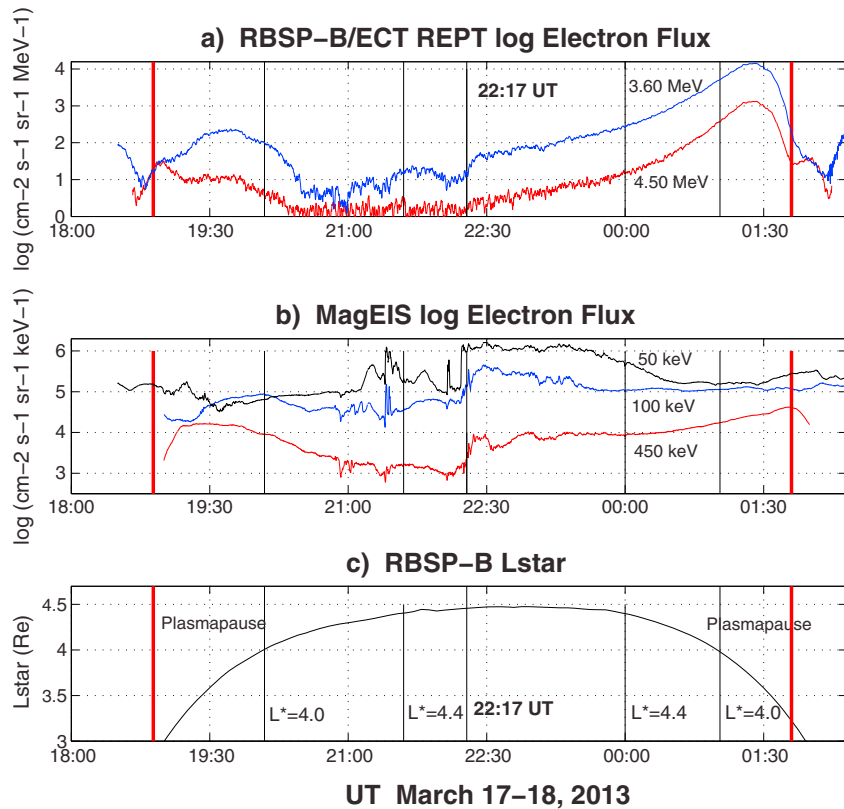 a) RBSP−B/ECT REPT log Electron Flux
log (cm−2 s−1 sr−1 MeV−1)
4
3
2
1
0
22:17 UT
3.60 MeV
4.50 MeV
18:00 19:30 21:00 22:30 00:00 01:30
b) MagEIS log Electron Flux
log (cm−2 s−1 sr−1 keV−1)
6
5
4
3
50 keV
100 keV
450 keV
18:00 19:30 21:00 22:30 00:00 01:30
c) RBSP−B Lstar
Lstar (Re)
4.5
4
3.5
3
Plasmapause Plasmapause
L*=4.0 L*=4.4 22:17 UT L*=4.4 L*=4.0
18:00 19:30 21:00 22:30 00:00 01:30
UT March 17−18, 2013